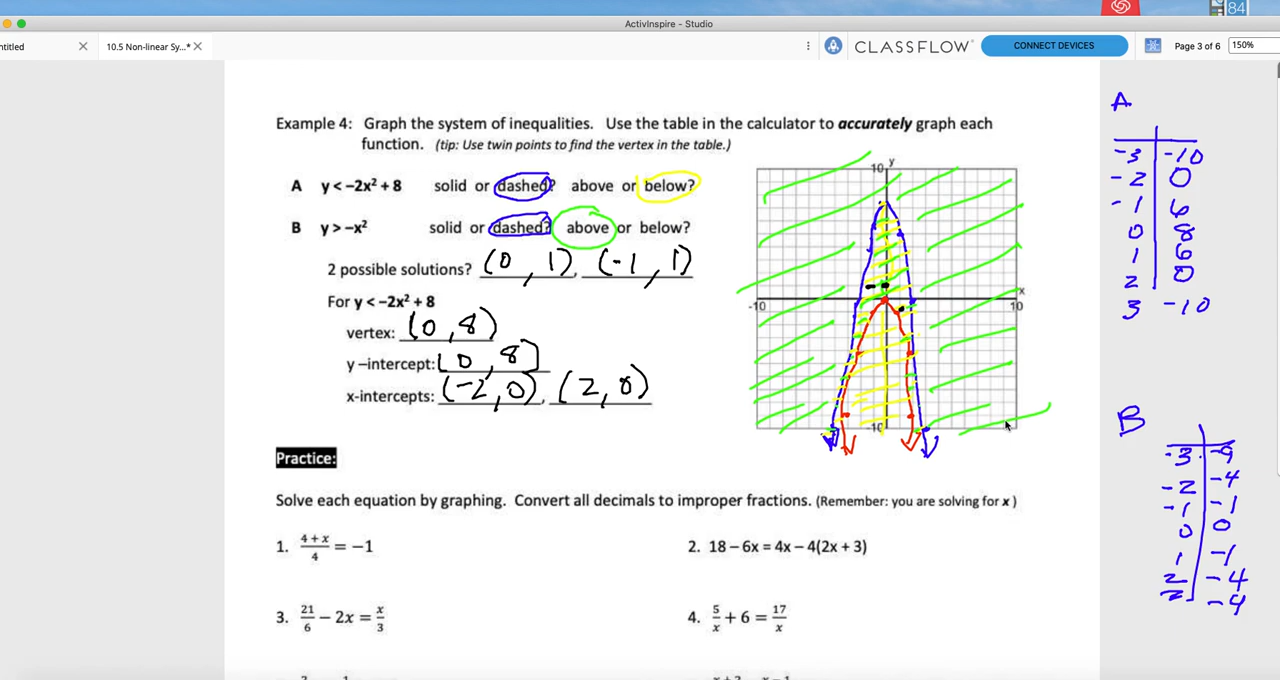 84
ActivInspire - Studio
ntitled
10.5 Non-linear Sy...*
CLASSFLOW
CONNECT DEVICES
Page 3 of 6
150%
Example 4: Graph the system of inequalities. Use the table in the calculator to accurately graph each
function. (tip: Use twin points to find the vertex in the table.)
A y < −2x² + 8 solid or dashed? above or below?
B y > −x² solid or dashed? above or below?
2 possible solutions? (0, 1), (-1, 1)
For y < −2x² + 8
vertex: (0, 8)
y –intercept: (0, 8)
x-intercepts: (-2, 0), (2, 0)
10 y
x
-10 10
-10
A
-3 -10
-2 0
-1 6
0 8
1 6
2 0
3 -10
B
-3 -9
-2 -4
-1 -1
0 0
1 -1
2 -4
-4
Practice:
Solve each equation by graphing. Convert all decimals to improper fractions. (Remember: you are solving for x )
1. (4 + x)/4 = −1
2. 18 – 6x = 4x – 4(2x + 3)
3. 21/6 − 2x = x/3
4. 5/x + 6 = 17/x